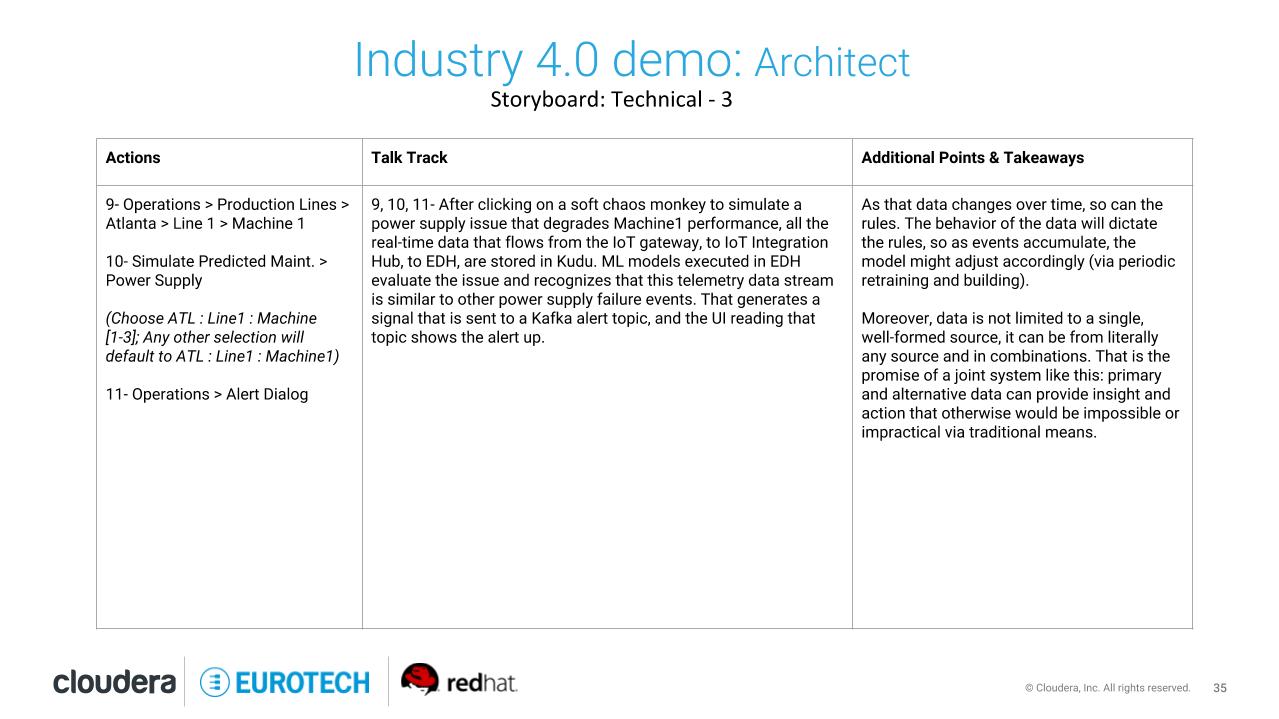 Industry 4.0 demo: Architect
Storyboard: Technical - 3
Actions
Talk Track
Additional Points & Takeaways
9- Operations > Production Lines >
Atlanta > Line 1 > Machine 1
10- Simulate Predicted Maint. >
Power Supply
(Choose ATL : Line1 : Machine
[1-3]; Any other selection will
default to ATL : Line1 : Machine1)
11- Operations > Alert Dialog
9, 10, 11- After clicking on a soft chaos monkey to simulate a
power supply issue that degrades Machine1 performance, all the
real-time data that flows from the IoT gateway, to IoT Integration
Hub, to EDH, are stored in Kudu. ML models executed in EDH
evaluate the issue and recognizes that this telemetry data stream
is similar to other power supply failure events. That generates a
signal that is sent to a Kafka alert topic, and the UI reading that
topic shows the alert up.
As that data changes over time, so can the
rules. The behavior of the data will dictate
the rules, so as events accumulate, the
model might adjust accordingly (via periodic
retraining and building).
Moreover, data is not limited to a single,
well-formed source, it can be from literally
any source and in combinations. That is the
promise of a joint system like this: primary
and alternative data can provide insight and
action that otherwise would be impossible or
impractical via traditional means.
cloudera
EUROTECH
redhat.
© Cloudera, Inc. All rights reserved.
35